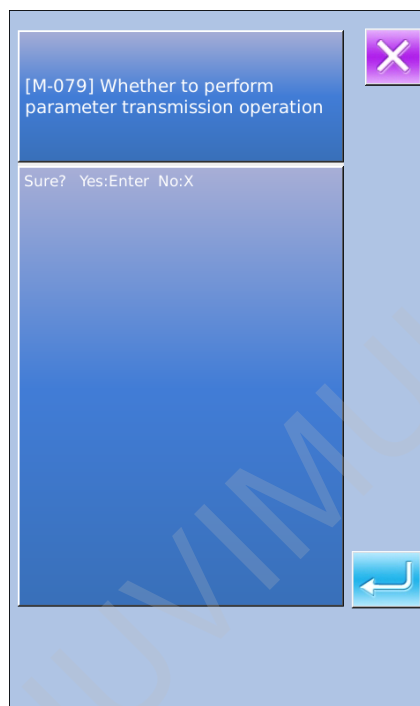 [M-079] Whether to perform
parameter transmission operation
Sure? Yes:Enter No:X